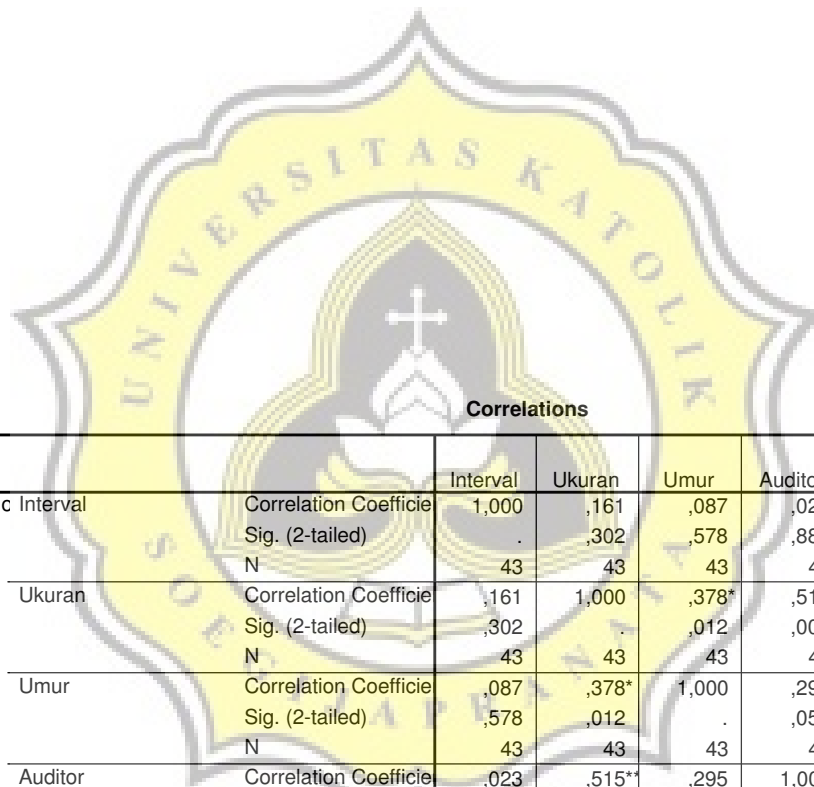 UNIVERSITAS KATOLIK
SOEGIJAPRANATA
Correlations
Interval Ukuran Umur
Interval Correlation Coefficie 1,000 ,161 ,087
Sig. (2-tailed) . ,302 ,578
N 43 43 43
Ukuran Correlation Coefficie ,161 1,000 ,378*
Sig. (2-tailed) ,302 . ,012
N 43 43 43
Umur Correlation Coefficie ,087 ,378* 1,000 ,295
Sig. (2-tailed) ,578 ,012 .
N 43 43 43
Auditor Correlation Coefficie ,023 ,515** ,295